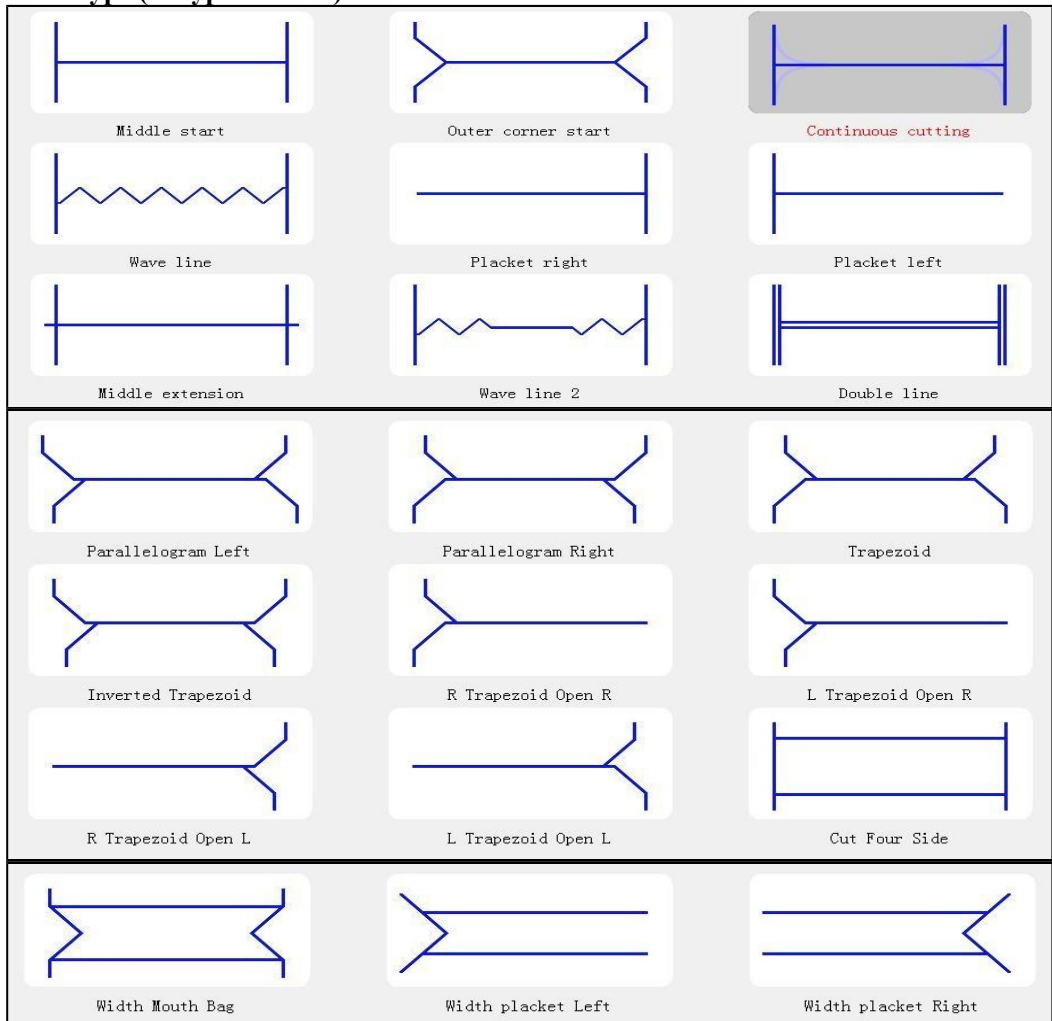 Middle start
Outer corner start
Continuous cutting
Wave line
Placket right
Placket left
Middle extension
Wave line 2
Double line
Parallelogram Left
Parallelogram Right
Trapezoid
Inverted Trapezoid
R Trapezoid Open R
L Trapezoid Open R
R Trapezoid Open L
L Trapezoid Open L
Cut Four Side
Width Mouth Bag
Width placket Left
Width placket Right